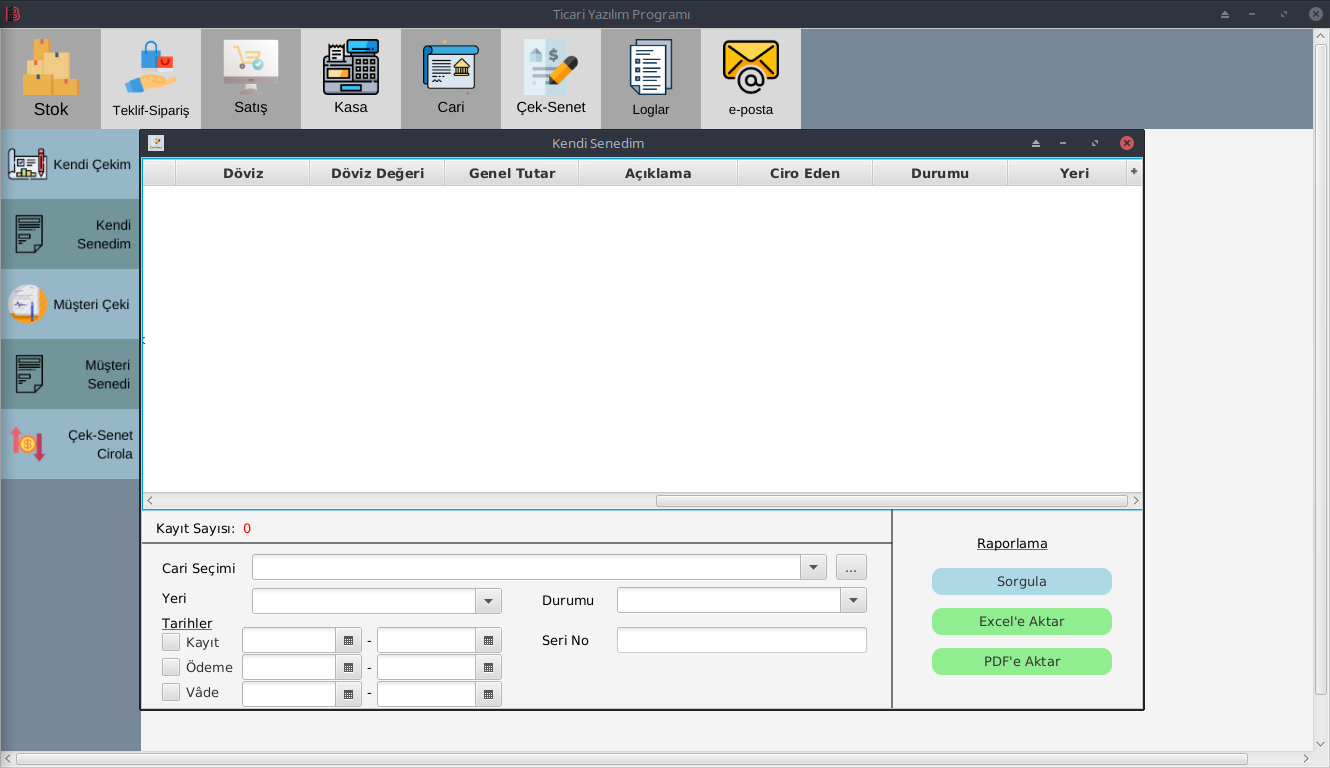 Ticari Yazılım Programı
Stok
Teklif-Sipariş
Satış
Kasa
Cari
Çek-Senet
Loglar
e-posta
Kendi Çekim
Kendi
Senedim
Müşteri Çeki
Müşteri
Senedi
Çek-Senet
Cirola
Kendi Senedim
Döviz
Döviz Değeri
Genel Tutar
Açıklama
Ciro Eden
Durumu
Yeri
+
Kayıt Sayısı: 0
Cari Seçimi
...
Yeri
Durumu
Tarihler
Kayıt
-
Seri No
Ödeme
-
Vâde
-
Raporlama
Sorgula
Excel'e Aktar
PDF'e Aktar